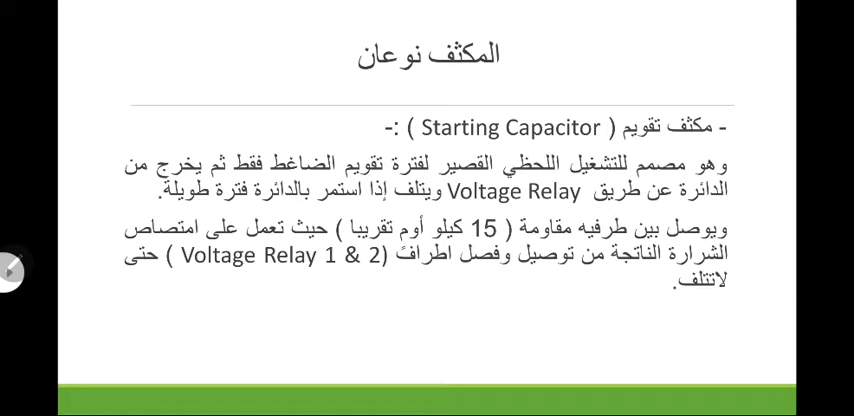 المكثف نوعان
- مكثف تقويم ( Starting Capacitor ) :-
وهو مصمم للتشغيل اللحظي القصير لفترة تقويم الضاغط فقط ثم يخرج من
الدائرة عن طريق Voltage Relay ويتلف إذا استمر بالدائرة فترة طويلة.
ويوصل بين طرفيه مقاومة ( 15 كيلو أوم تقريبا ) حيث تعمل على امتصاص
الشرارة الناتجة من توصيل وفصل اطراف (Voltage Relay 1 & 2 ) حتى
لاتتلف.